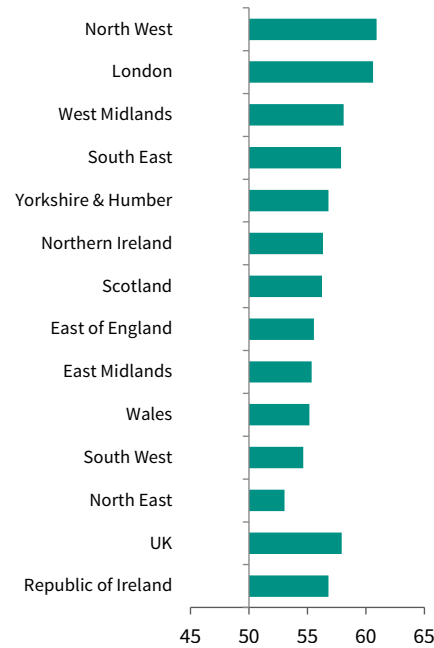 North West
London
West Midlands
South East
Yorkshire & Humber
Northern Ireland
Scotland
East of England
East Midlands
Wales
South West
North East
UK
Republic of Ireland
45 50 55 60 65